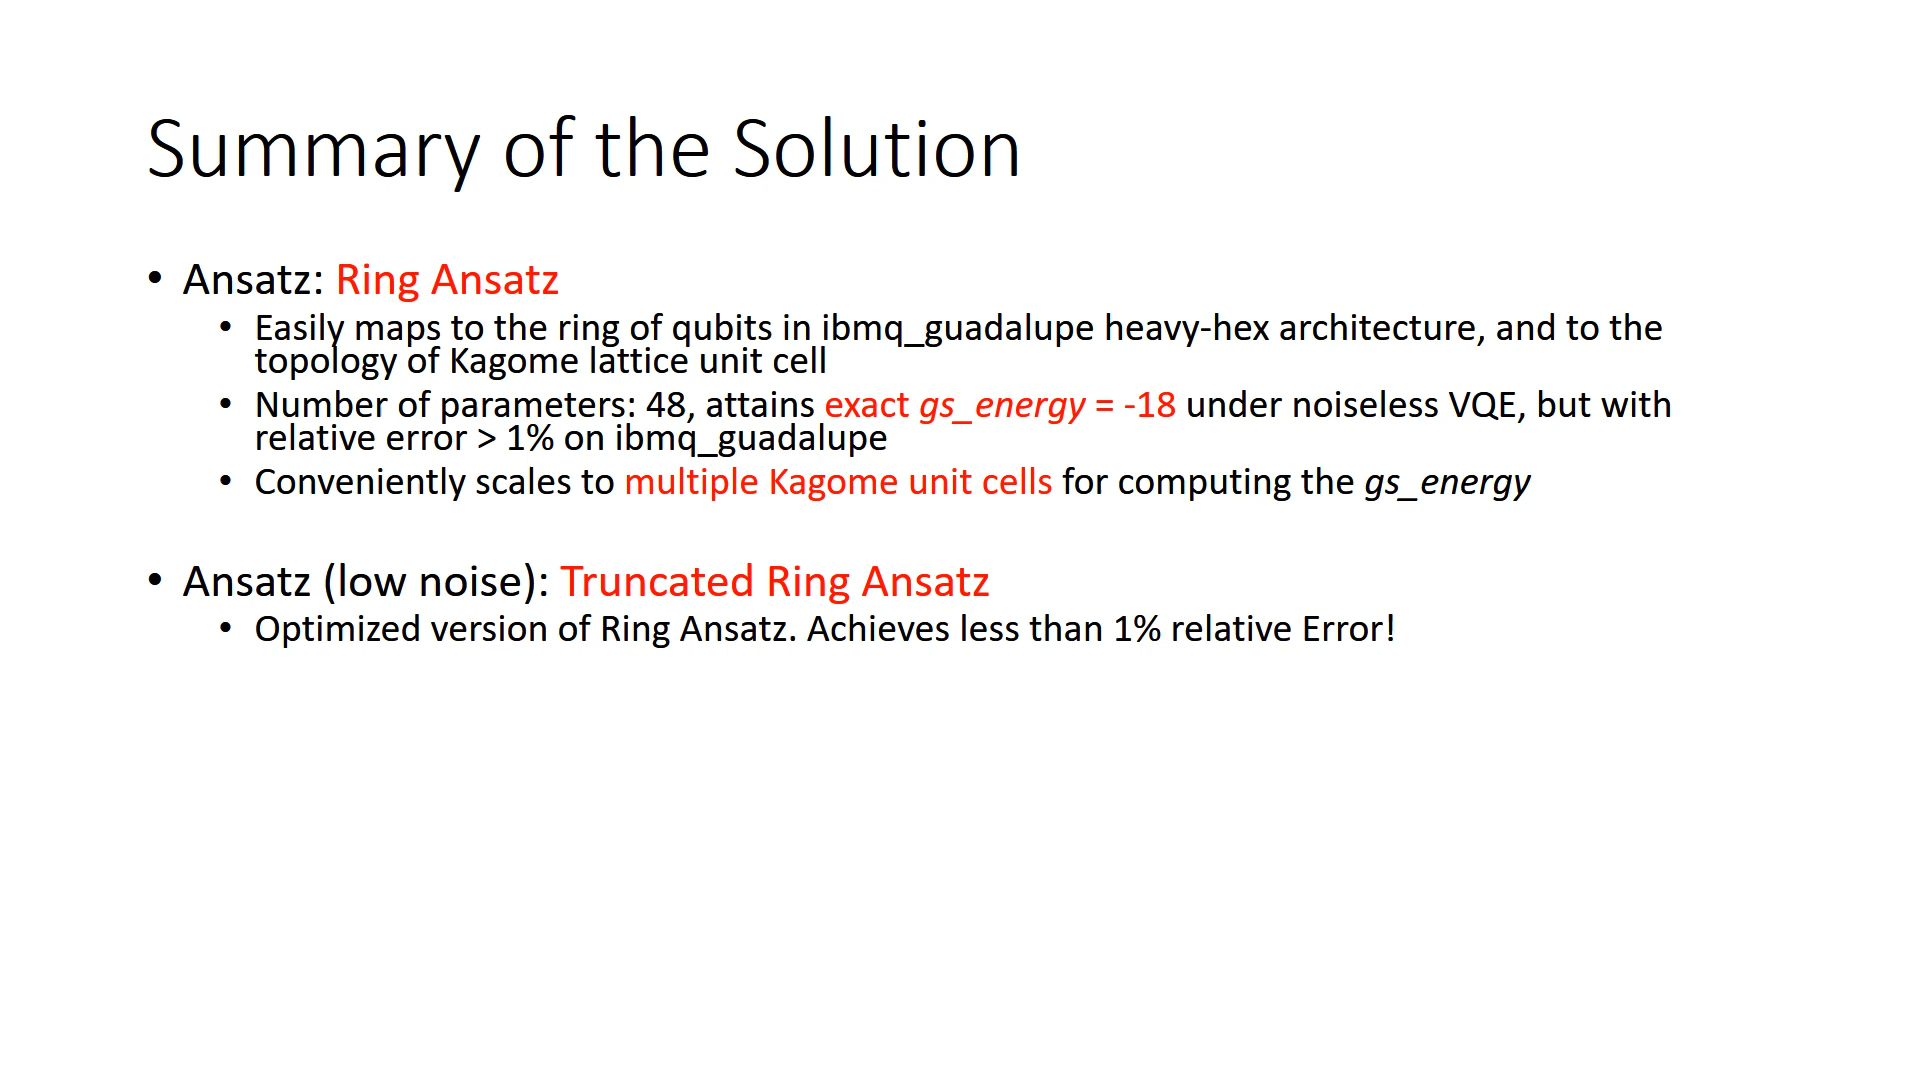 Summary of the Solution
• Ansatz: Ring Ansatz
• Easily maps to the ring of qubits in ibmq_guadalupe heavy-hex architecture, and to the
topology of Kagome lattice unit cell
• Number of parameters: 48, attains exact gs_energy = -18 under noiseless VQE, but with
relative error > 1% on ibmq_guadalupe
• Conveniently scales to multiple Kagome unit cells for computing the gs_energy
• Ansatz (low noise): Truncated Ring Ansatz
• Optimized version of Ring Ansatz. Achieves less than 1% relative Error!